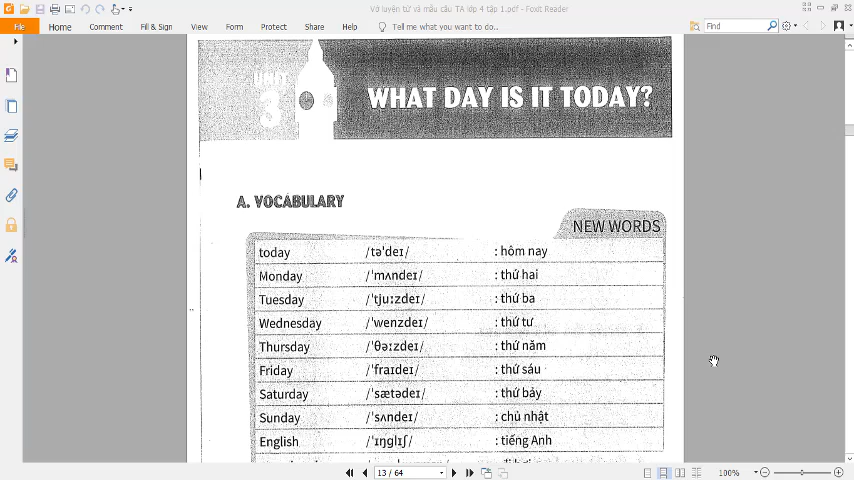 Vở luyện từ và mẫu câu TA lớp 4 tập 1.pdf - Foxit Reader
File Home Comment Fill & Sign View Form Protect Share Help Tell me what you want to do... Find
UNIT
3
WHAT DAY IS IT TODAY?
A. VOCABULARY
NEW WORDS
today /təˈdeɪ/ : hôm nay
Monday /ˈmʌndeɪ/ : thứ hai
Tuesday /ˈtjuːzdeɪ/ : thứ ba
Wednesday /ˈwenzdeɪ/ : thứ tư
Thursday /ˈθəːzdeɪ/ : thứ năm
Friday /ˈfraɪdeɪ/ : thứ sáu
Saturday /ˈsætədeɪ/ : thứ bảy
Sunday /ˈsʌndeɪ/ : chủ nhật
English /ˈɪŋglɪʃ/ : tiếng Anh
13 / 64 100%